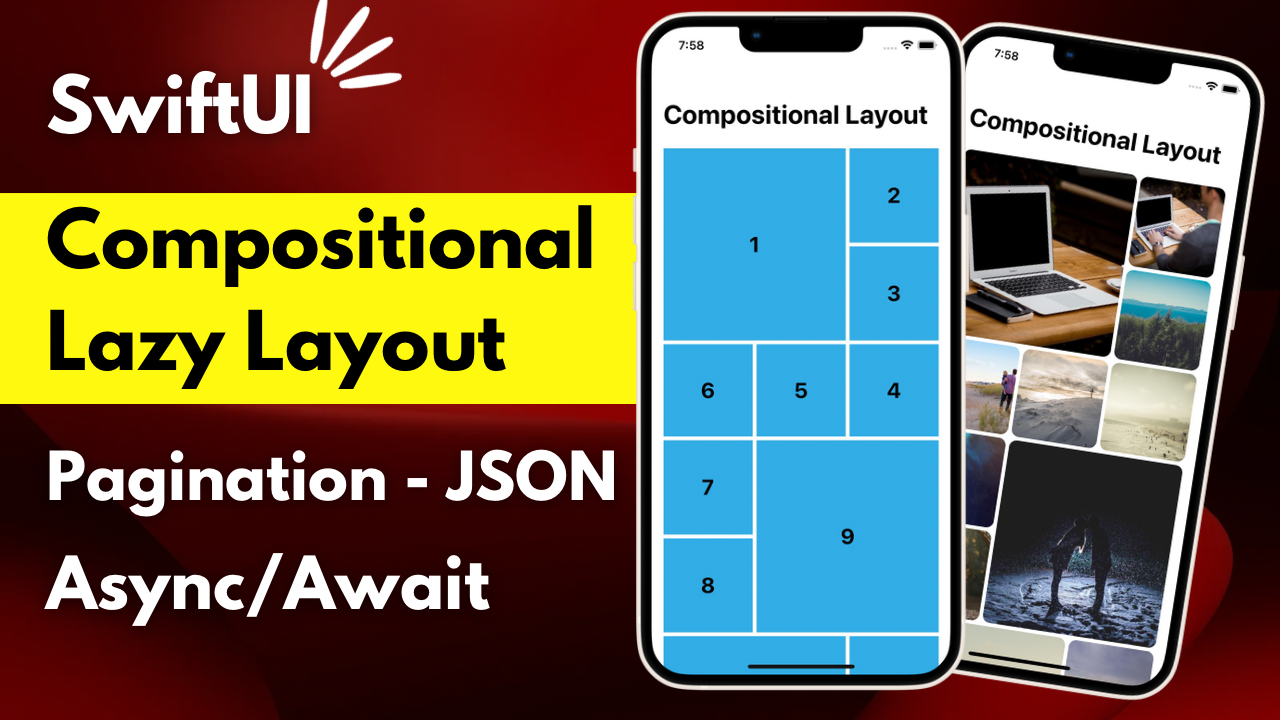 SwiftUI
Compositional
Lazy Layout
Pagination - JSON
Async/Await
7:58
Compositional Layout
1
2
3
6
5
4
7
9
8
7:58
Compositional Layout